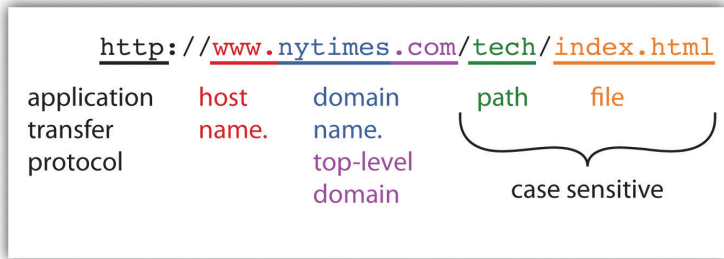 http://www.nytimes.com/tech/index.html
application host domain path file
transfer name. name.
protocol top-level
domain
case sensitive